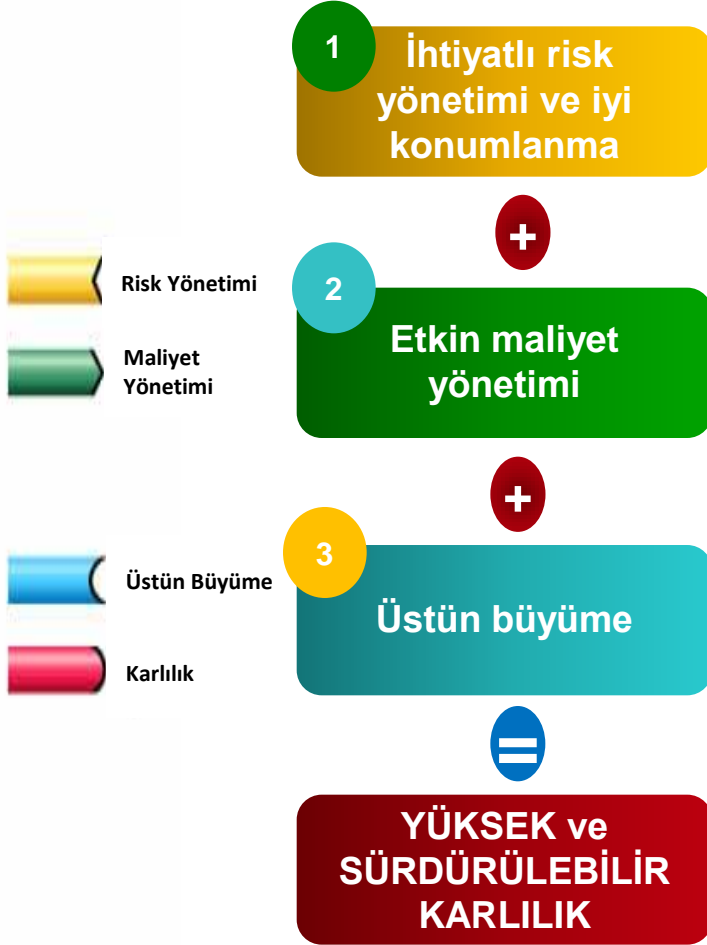 1
İhtiyatlı risk
yönetimi ve iyi
konumlanma
+
Risk Yönetimi
2
Etkin maliyet
yönetimi
Maliyet
Yönetimi
+
3
Üstün büyüme
Üstün Büyüme
Karlılık
=
YÜKSEK ve
SÜRDÜRÜLEBİLİR
KARLILIK